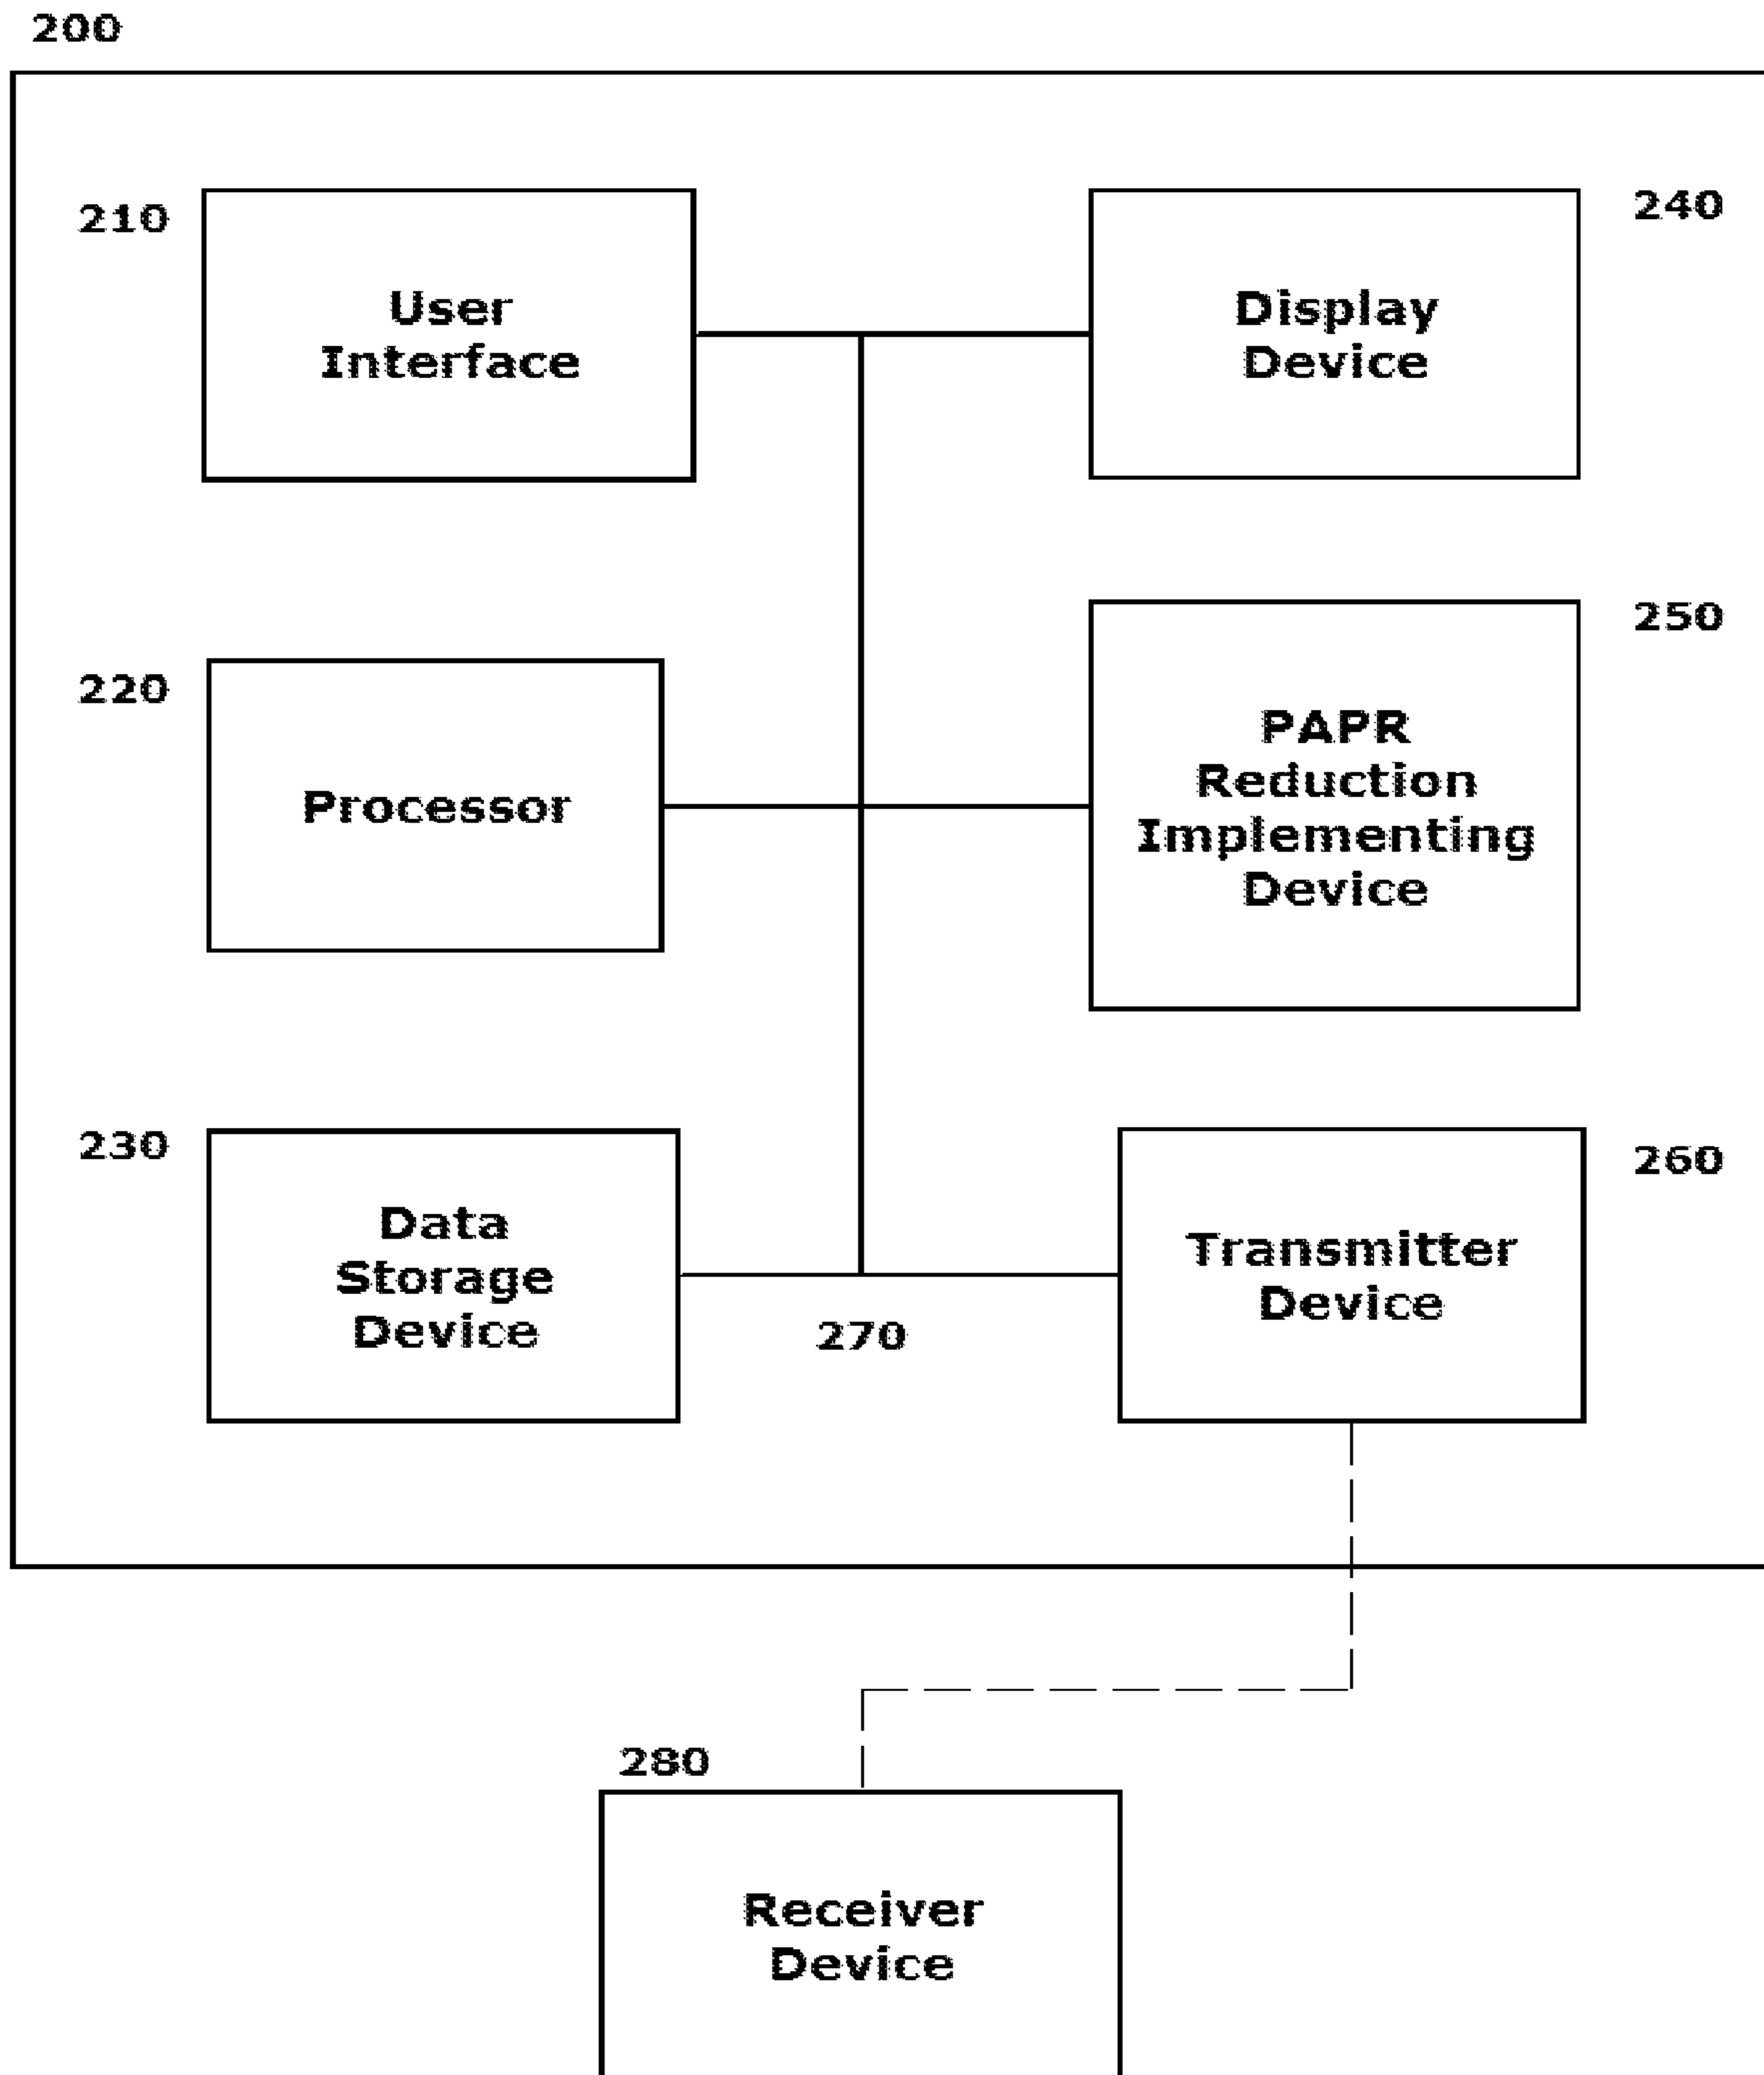 200
210
User
Interface
240
Display
Device
220
Processor
250
PAPR
Reduction
Implementing
Device
230
Data
Storage
Device
260
Transmitter
Device
270
280
Receiver
Device